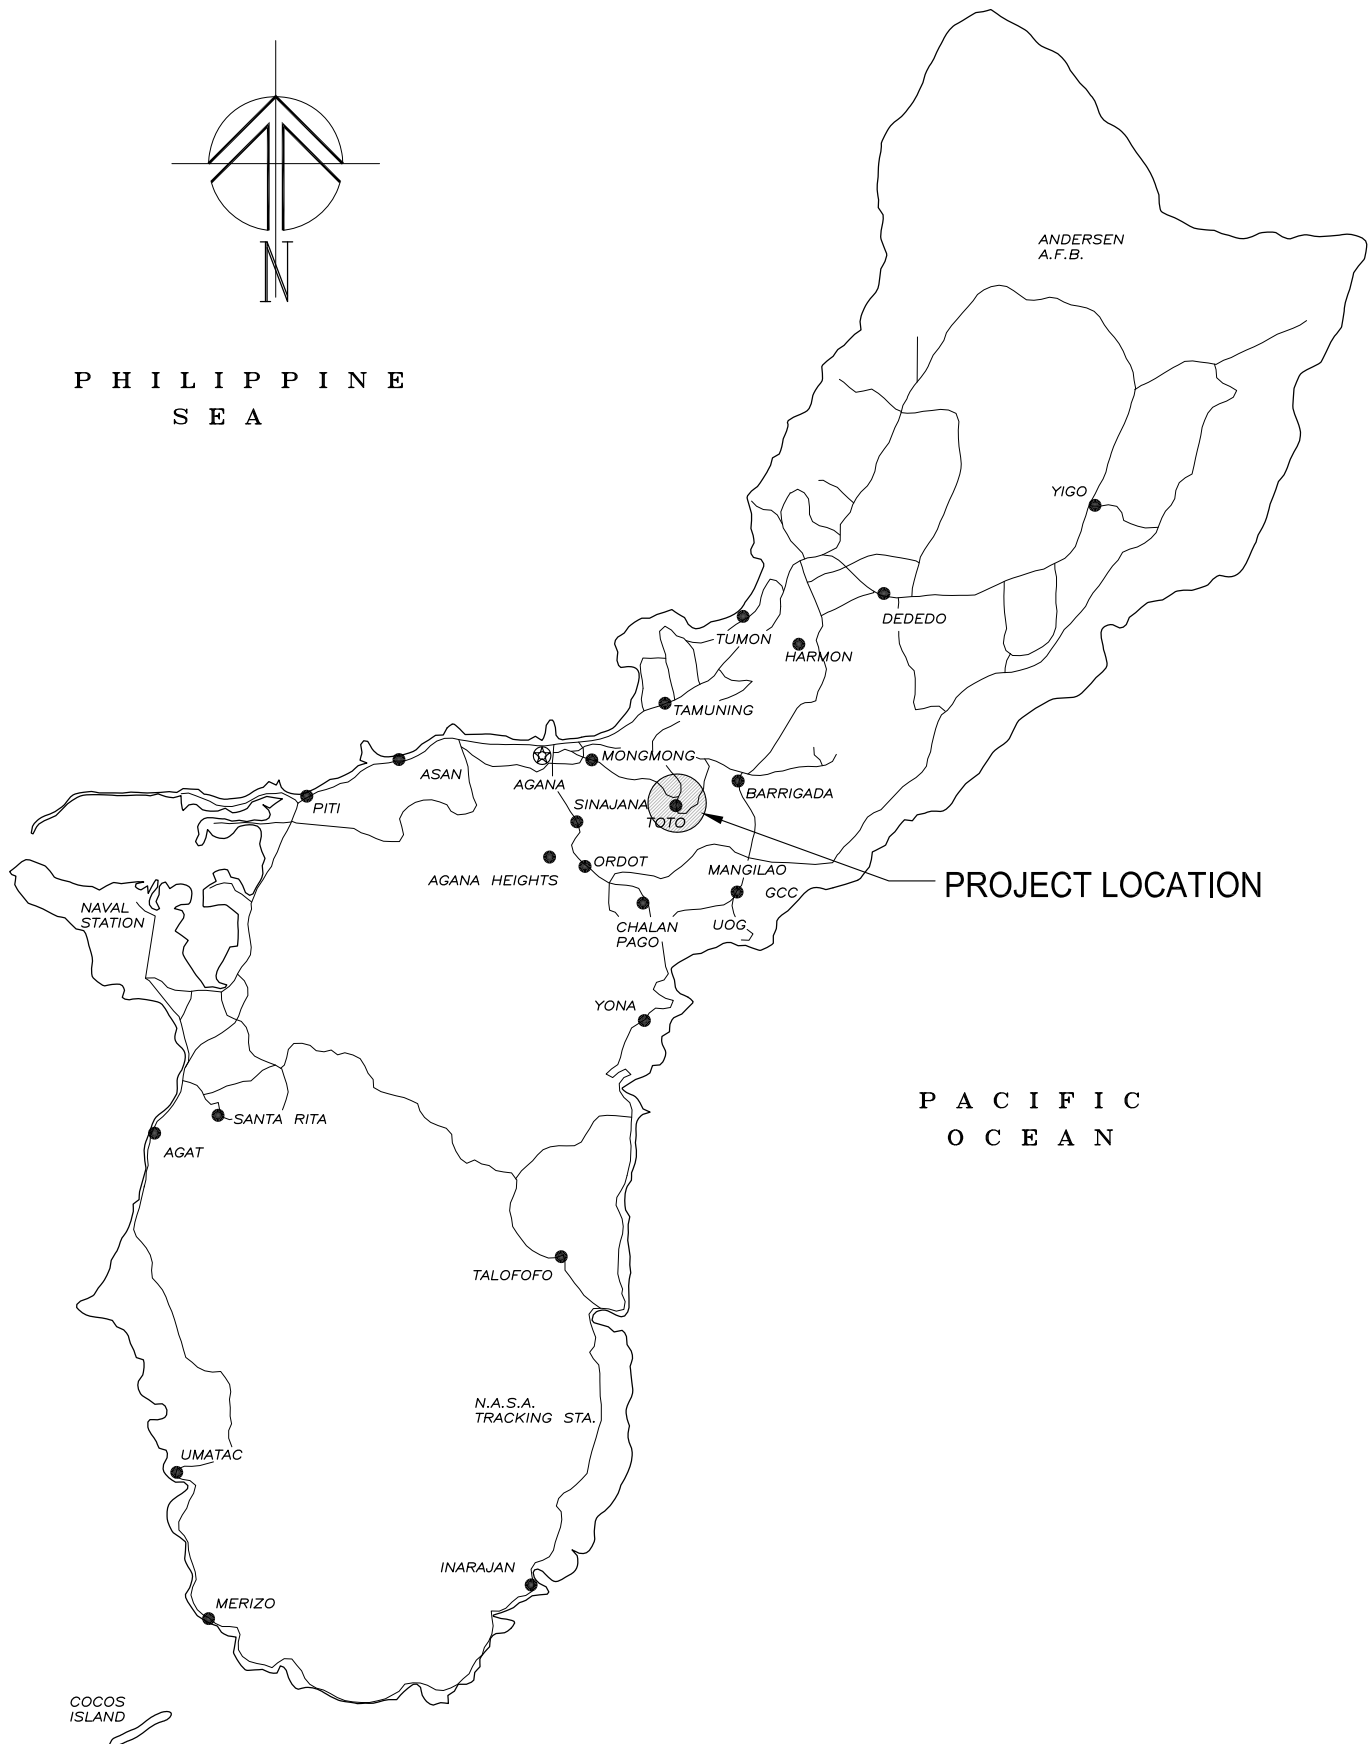 N
PHILIPPINE
SEA
ANDERSEN
A.F.B.
YIGO
DEDEDO
TUMON
HARMON
TAMUNING
MONGMONG
ASAN
AGANA
BARRIGADA
PITI
SINAJANA
TOTO
ORDOT
MANGILAO
AGANA HEIGHTS
GCC
PROJECT LOCATION
NAVAL
STATION
CHALAN
PAGO
UOG
YONA
PACIFIC
OCEAN
SANTA RITA
AGAT
TALOFOFO
N.A.S.A.
TRACKING STA.
UMATAC
INARAJAN
MERIZO
COCOS
ISLAND